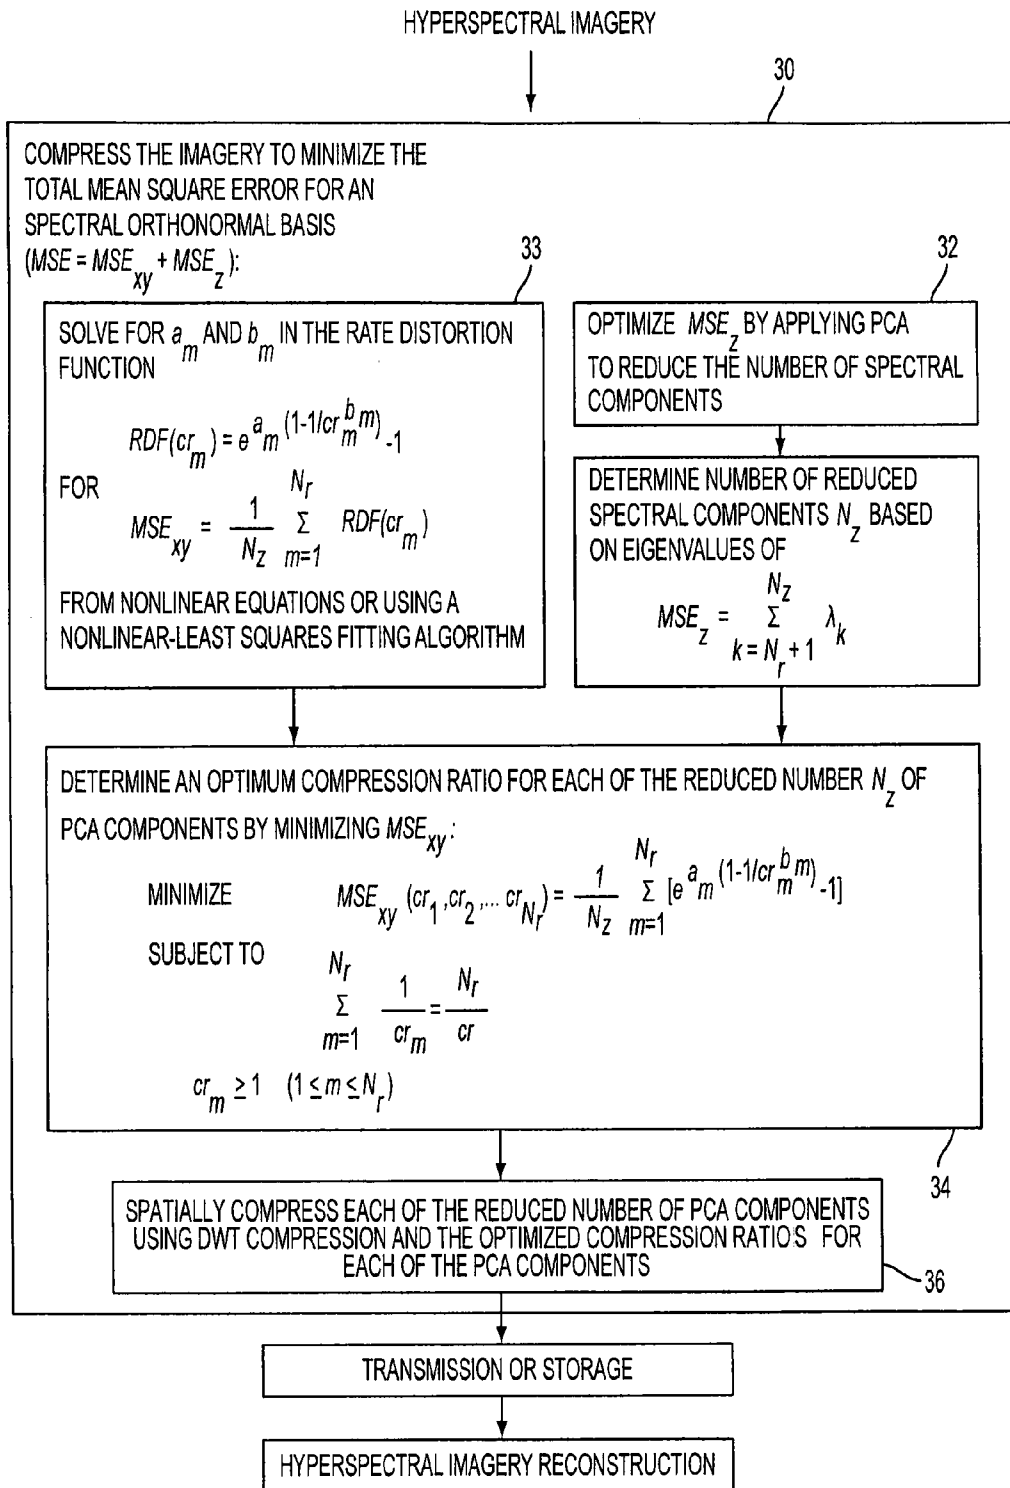 HYPERSPECTRAL IMAGERY
30
COMPRESS THE IMAGERY TO MINIMIZE THE
TOTAL MEAN SQUARE ERROR FOR AN
SPECTRAL ORTHONORMAL BASIS
(MSE = MSE_xy + MSE_z):
33
SOLVE FOR a_m AND b_m IN THE RATE DISTORTION
FUNCTION
RDF(cr_m) = e^a_m (1-1/cr_m^b_m) -1
FOR
MSE_xy = 1/N_z Σ_{m=1}^{N_r} RDF(cr_m)
FROM NONLINEAR EQUATIONS OR USING A
NONLINEAR-LEAST SQUARES FITTING ALGORITHM
32
OPTIMIZE MSE_z BY APPLYING PCA
TO REDUCE THE NUMBER OF SPECTRAL
COMPONENTS
DETERMINE NUMBER OF REDUCED
SPECTRAL COMPONENTS N_z BASED
ON EIGENVALUES OF
MSE_z = Σ_{k=N_r+1}^{N_z} λ_k
DETERMINE AN OPTIMUM COMPRESSION RATIO FOR EACH OF THE REDUCED NUMBER N_z OF
PCA COMPONENTS BY MINIMIZING MSE_xy:
MINIMIZE MSE_xy (cr_1, cr_2, ... cr_{N_r}) = 1/N_z Σ_{m=1}^{N_r} [e^a_m (1-1/cr_m^b_m) -1]
SUBJECT TO
Σ_{m=1}^{N_r} 1/cr_m = N_r/cr
cr_m ≥ 1 (1 ≤ m ≤ N_r)
34
SPATIALLY COMPRESS EACH OF THE REDUCED NUMBER OF PCA COMPONENTS
USING DWT COMPRESSION AND THE OPTIMIZED COMPRESSION RATIO'S FOR
EACH OF THE PCA COMPONENTS
36
TRANSMISSION OR STORAGE
HYPERSPECTRAL IMAGERY RECONSTRUCTION